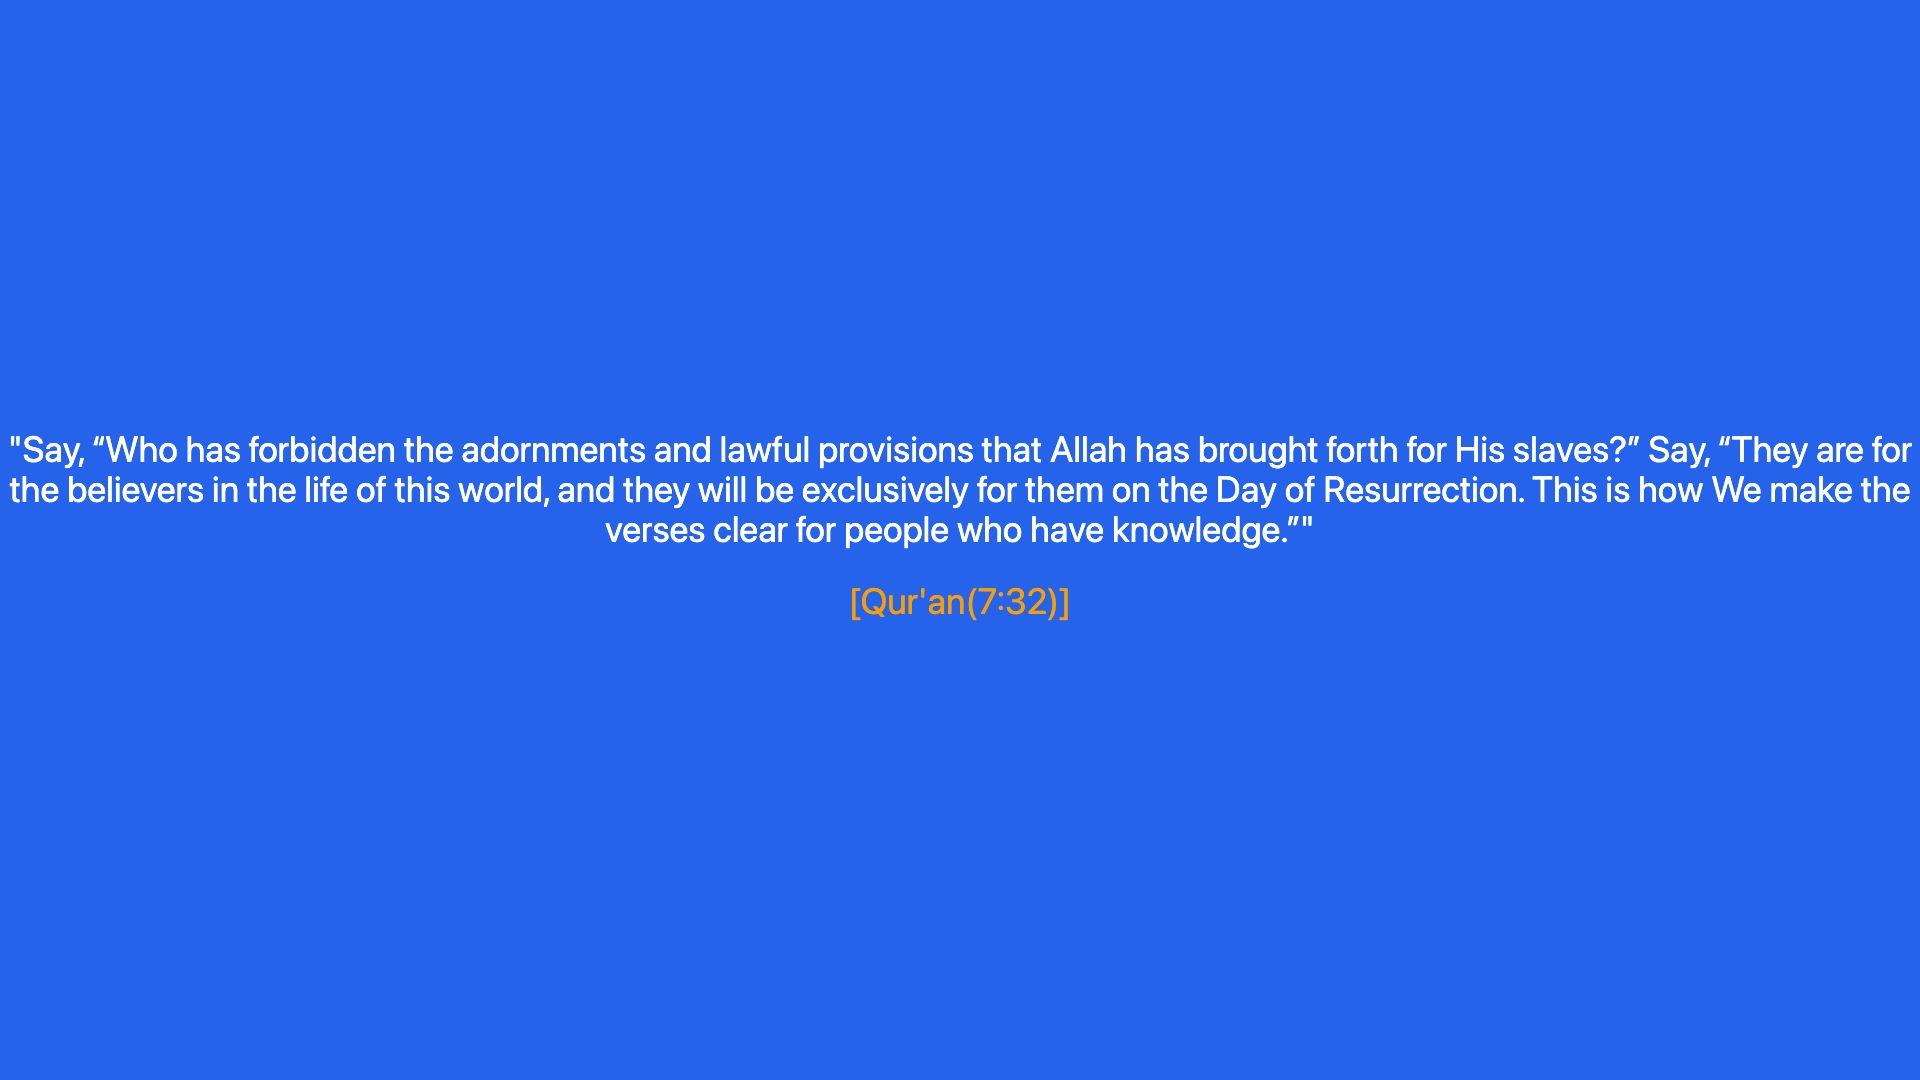 "Say, “Who has forbidden the adornments and lawful provisions that Allah has brought forth for His slaves?” Say, “They are for
the believers in the life of this world, and they will be exclusively for them on the Day of Resurrection. This is how We make the
verses clear for people who have knowledge.”"
[Qur'an(7:32)]